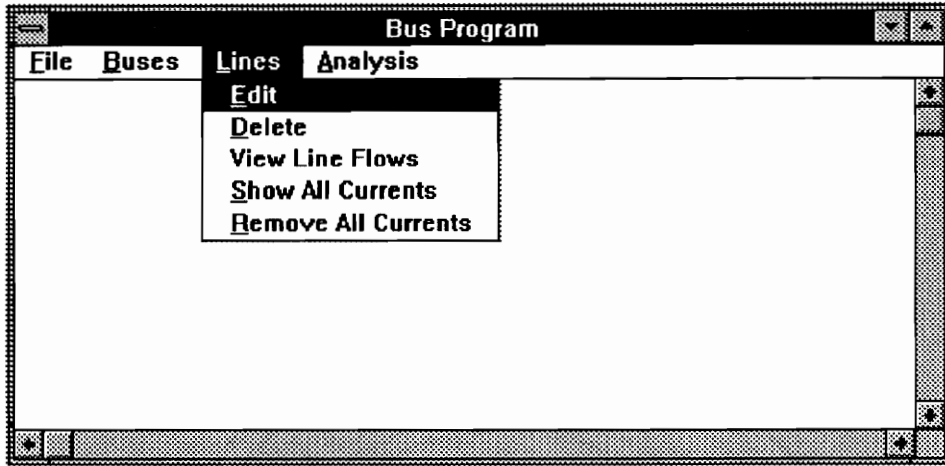 Bus Program
File Buses Lines Analysis
Edit
Delete
View Line Flows
Show All Currents
Remove All Currents